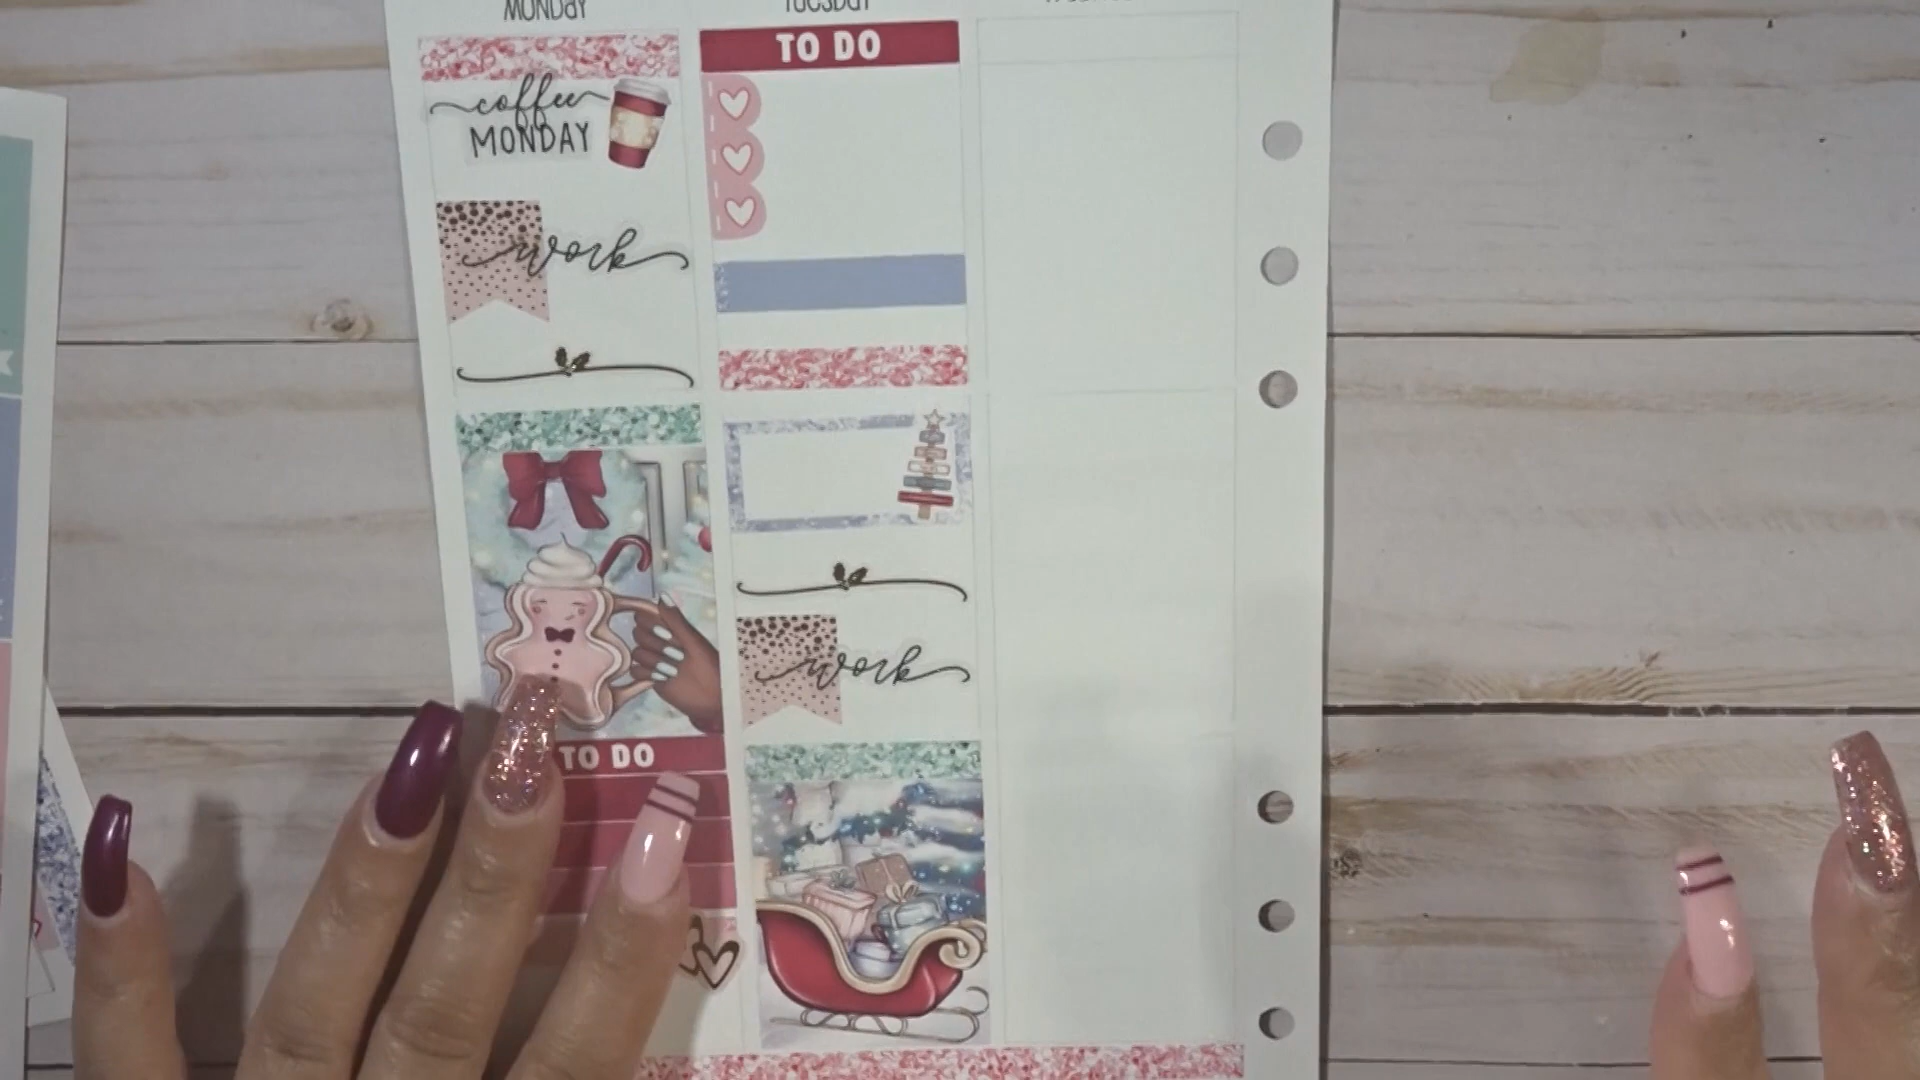 MONDAY
TUESDAY
TO DO
coffee
MONDAY
work
work
TO DO